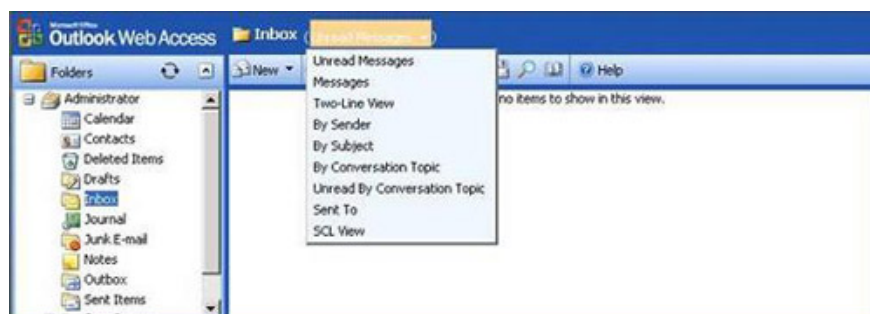 Microsoft Office
Outlook Web Access
Inbox (Unread Messages)
Folders
New
Help
Unread Messages
Messages
Two-Line View
By Sender
By Subject
By Conversation Topic
Unread By Conversation Topic
Sent To
SCL View
no items to show in this view.
Administrator
Calendar
Contacts
Deleted Items
Drafts
Inbox
Journal
Junk E-mail
Notes
Outbox
Sent Items